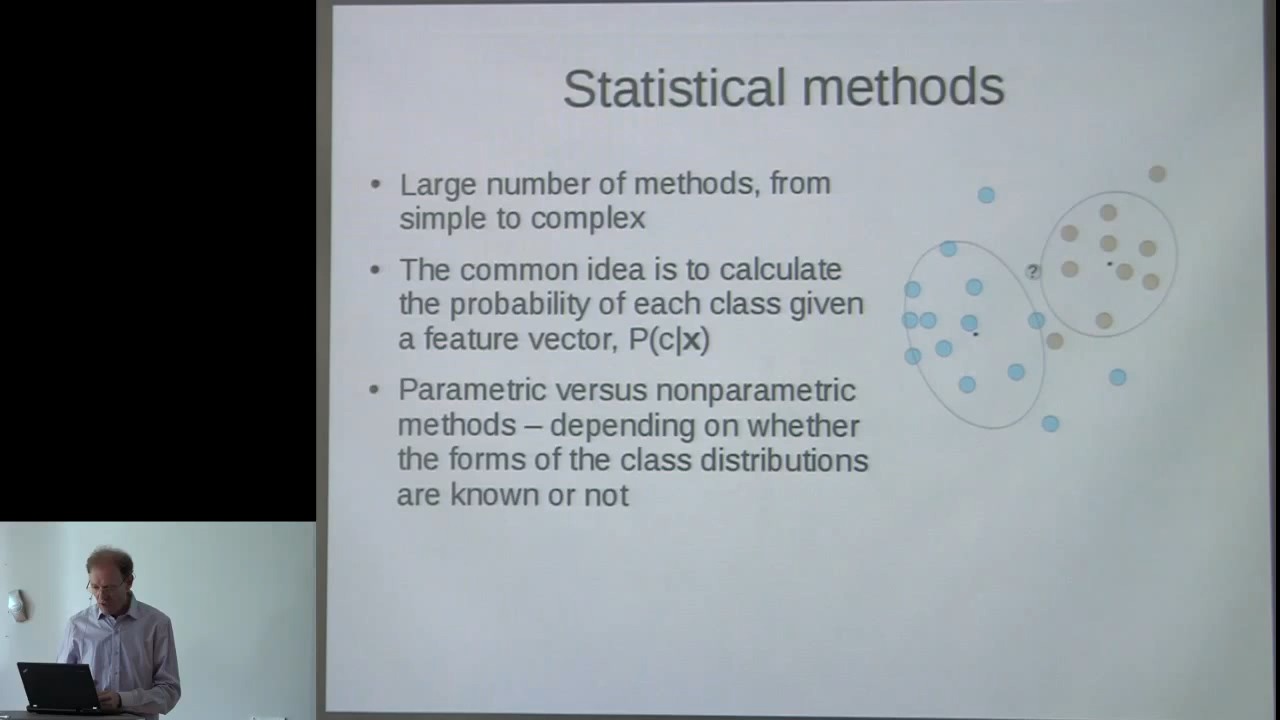 Statistical methods
• Large number of methods, from
simple to complex
• The common idea is to calculate
the probability of each class given
a feature vector, P(c|x)
• Parametric versus nonparametric
methods – depending on whether
the forms of the class distributions
are known or not
?